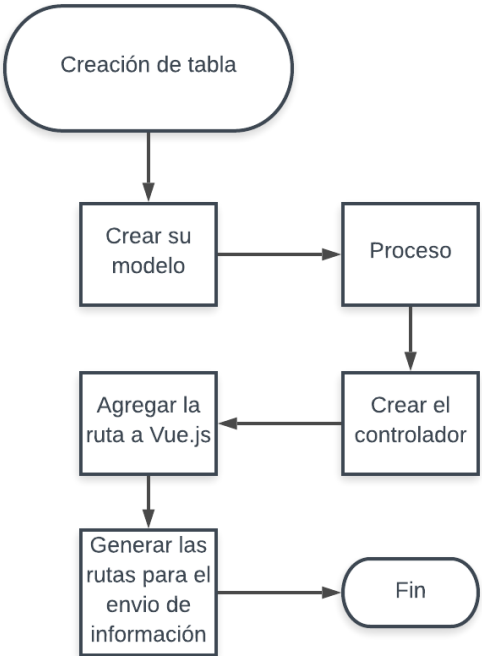 Creación de tabla
Crear su
modelo
Proceso
Crear el
controlador
Agregar la
ruta a Vue.js
Generar las
rutas para el
envio de
información
Fin